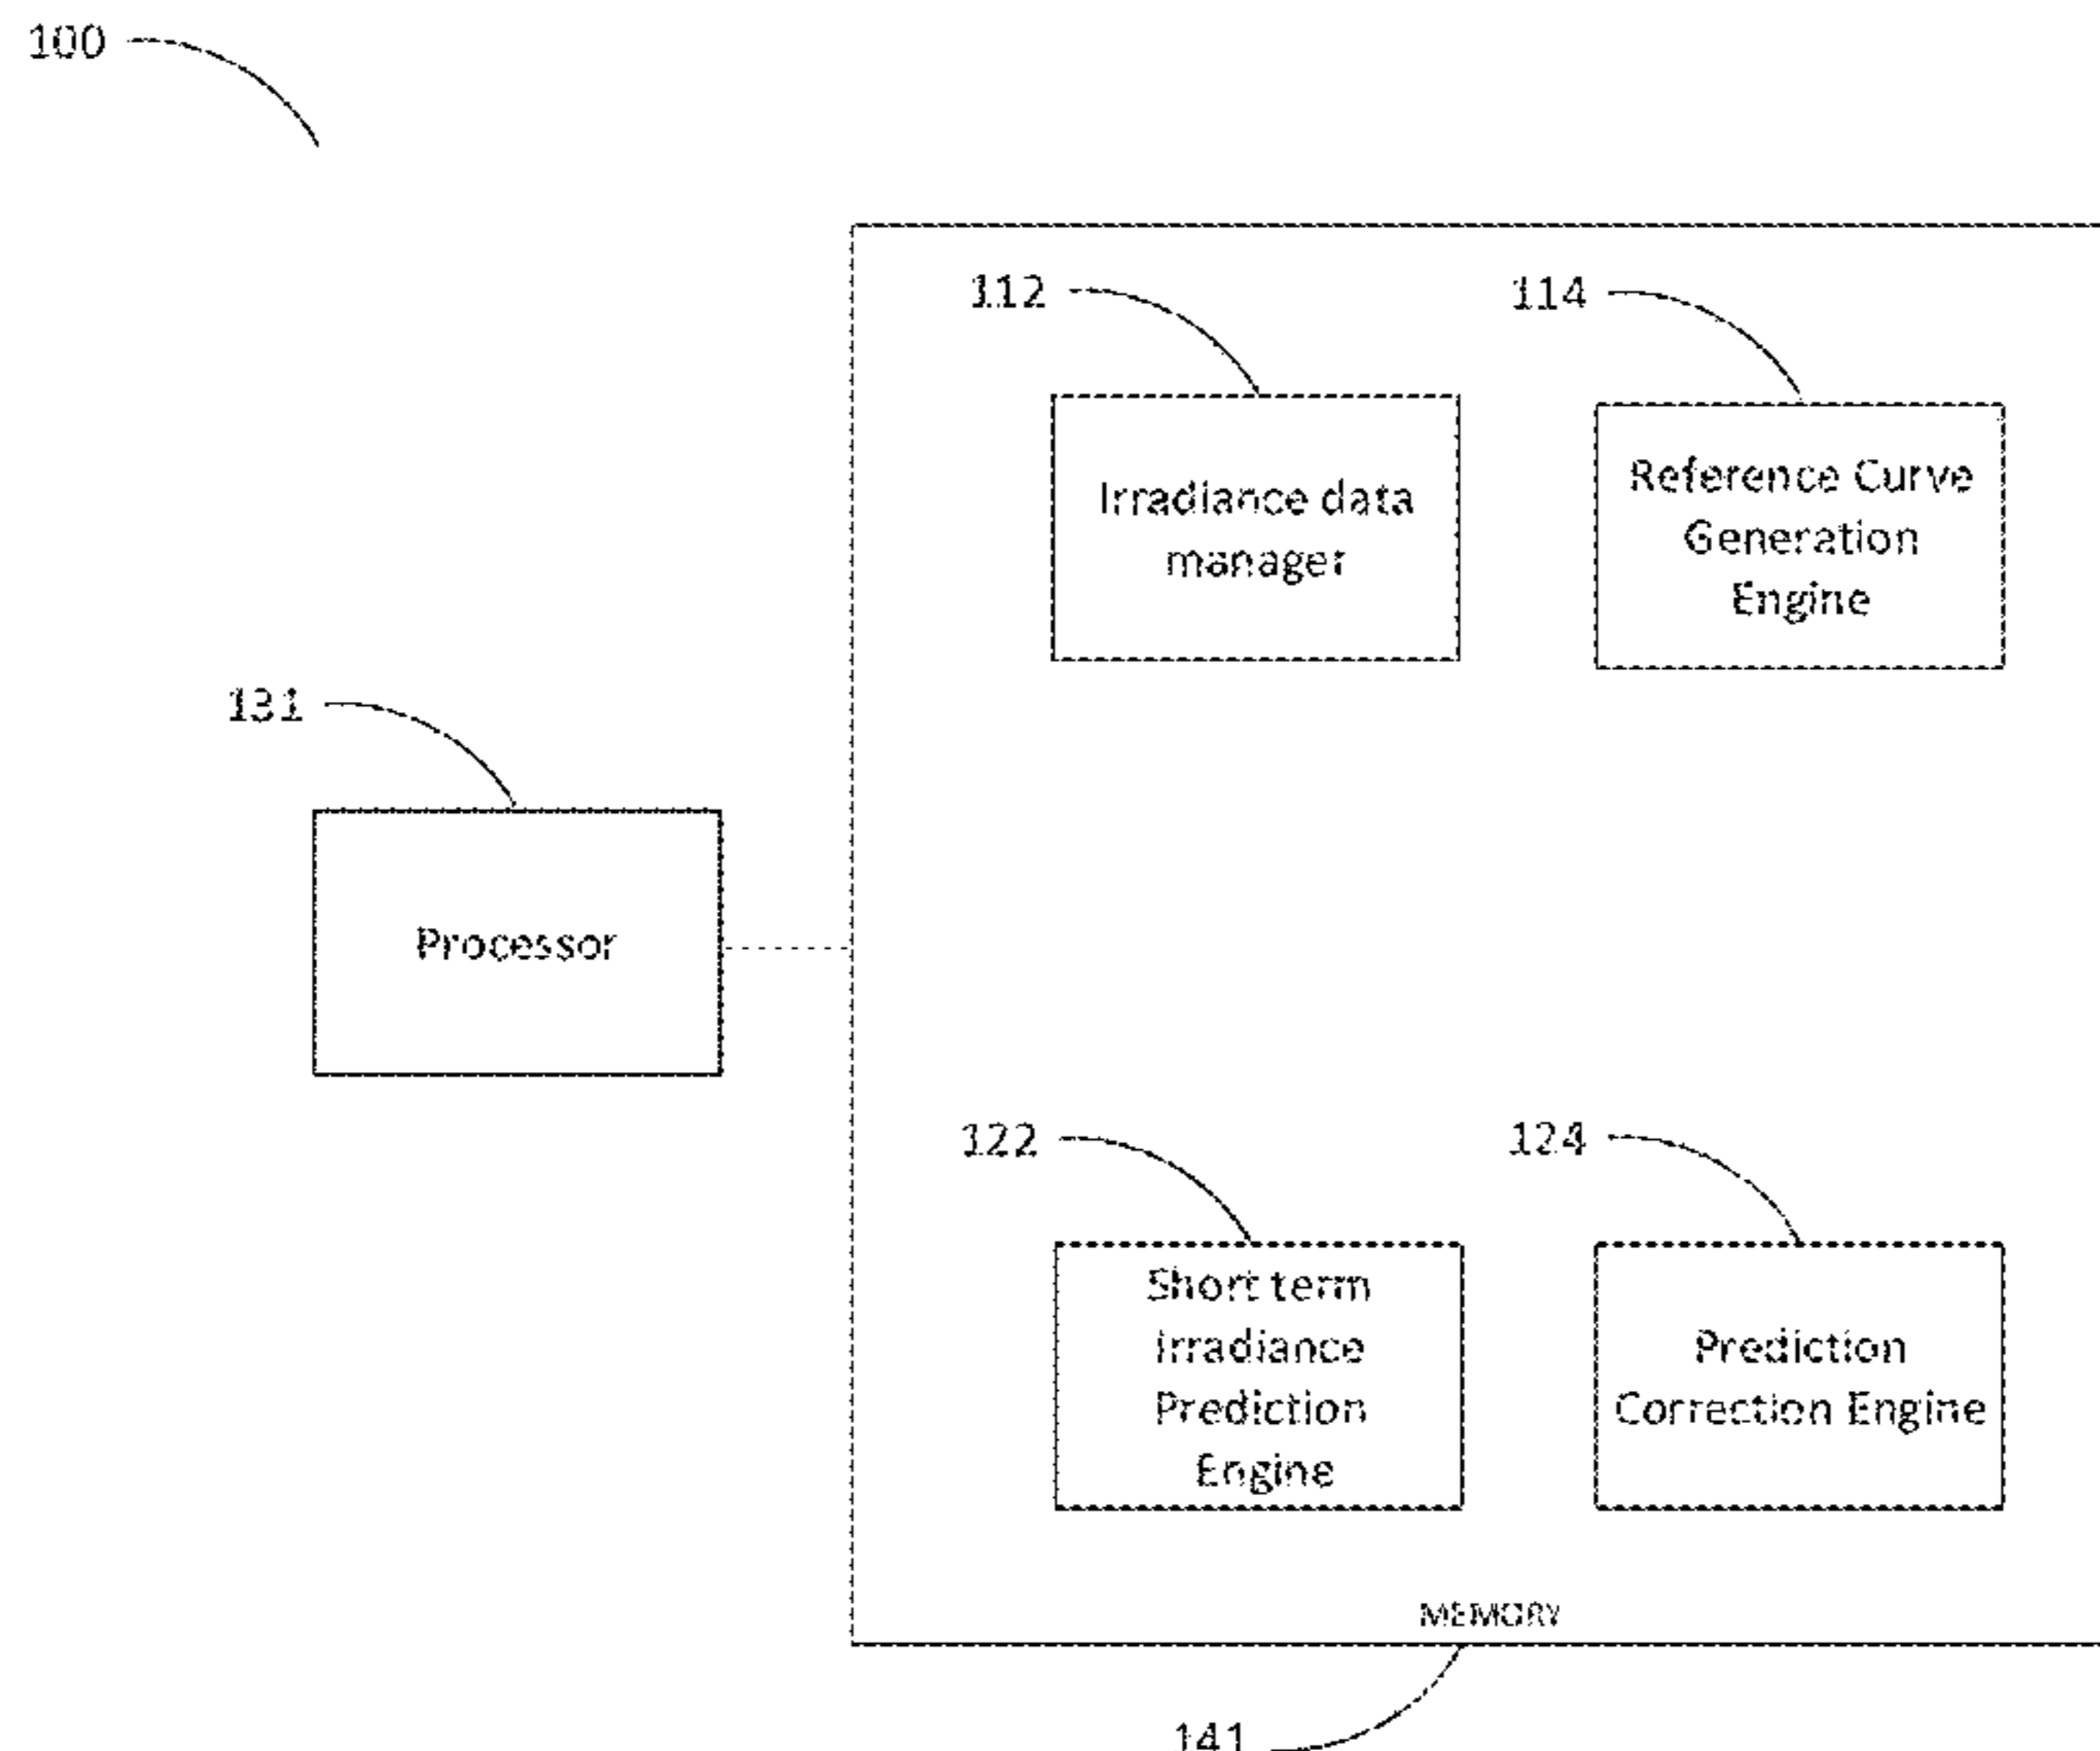 100
112
114
Irradiance data
manager
Reference Curve
Generation
Engine
131
Processor
122
124
Short term
Irradiance
Prediction
Engine
Prediction
Correction Engine
MEMORY
141